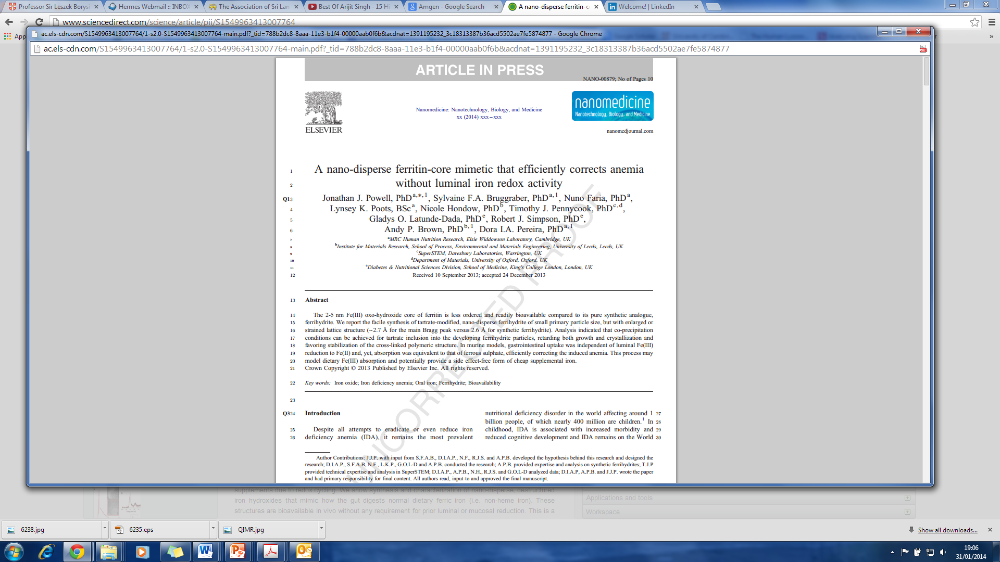 Professor Sir Leszek Borysi
Hermes Webmail :: INBOX
The Association of Sri Lan
Best Of Arijit Singh - 15 Hi
Amgen - Google Search
A nano-disperse ferritin-c
Welcome! | LinkedIn
www.sciencedirect.com/science/article/pii/S1549963413007764
App
ac.els-cdn.com/S1549963413007764/1-s2.0-S1549963413007764-main.pdf?_tid=788b2dc8-8aaa-11e3-b1f4-00000aab0f6b&acdnat=1391195232_3c18313387b36acd5502ae7fe5874877 - Google Chrome
ac.els-cdn.com/S1549963413007764/1-s2.0-S1549963413007764-main.pdf?_tid=788b2dc8-8aaa-11e3-b1f4-00000aab0f6b&acdnat=1391195232_3c18313387b36acd5502ae7fe5874877
ARTICLE IN PRESS
NANO-00879; No of Pages 10
ELSEVIER
Nanomedicine: Nanotechnology, Biology, and Medicine
xx (2014) xxx–xxx
nanomedicine
Nanotechnology, Biology, and Medicine
nanomedjournal.com
1 A nano-disperse ferritin-core mimetic that efficiently corrects anemia
2 without luminal iron redox activity
Q13 Jonathan J. Powell, PhD a,*,1, Sylvaine F.A. Bruggraber, PhD a,1, Nuno Faria, PhD a,
4 Lynsey K. Poots, BSc a, Nicole Hondow, PhD b, Timothy J. Pennycook, PhD c,d,
5 Gladys O. Latunde-Dada, PhD e, Robert J. Simpson, PhD e,
6 Andy P. Brown, PhD b,1, Dora I.A. Pereira, PhD a,1
7 a MRC Human Nutrition Research, Elsie Widdowson Laboratory, Cambridge, UK
8 b Institute for Materials Research, School of Process, Environmental and Materials Engineering, University of Leeds, Leeds, UK
9 c SuperSTEM, Daresbury Laboratories, Warrington, UK
10 d Department of Materials, University of Oxford, Oxford, UK
11 e Diabetes & Nutritional Sciences Division, School of Medicine, King's College London, London, UK
12 Received 10 September 2013; accepted 24 December 2013
13 Abstract
14 The 2-5 nm Fe(III) oxo-hydroxide core of ferritin is less ordered and readily bioavailable compared to its pure synthetic analogue,
15 ferrihydrite. We report the facile synthesis of tartrate-modified, nano-disperse ferrihydrite of small primary particle size, but with enlarged or
16 strained lattice structure (~2.7 Å for the main Bragg peak versus 2.6 Å for synthetic ferrihydrite). Analysis indicated that co-precipitation
17 conditions can be achieved for tartrate inclusion into the developing ferrihydrite particles, retarding both growth and crystallization and
18 favoring stabilization of the cross-linked polymeric structure. In murine models, gastrointestinal uptake was independent of luminal Fe(III)
19 reduction to Fe(II) and, yet, absorption was equivalent to that of ferrous sulphate, efficiently correcting the induced anemia. This process may
20 model dietary Fe(III) absorption and potentially provide a side effect-free form of cheap supplemental iron.
21 Crown Copyright © 2013 Published by Elsevier Inc. All rights reserved.
22 Key words: Iron oxide; Iron deficiency anemia; Oral iron; Ferrihydrite; Bioavailability
23
Q324 Introduction
25 Despite all attempts to eradicate or even reduce iron
26 deficiency anemia (IDA), it remains the most prevalent
nutritional deficiency disorder in the world affecting around 1 27
billion people, of which nearly 400 million are children.1 In 28
childhood, IDA is associated with increased morbidity and 29
reduced cognitive development and IDA remains on the World 30
Author Contributions: J.J.P. with input from S.F.A.B., D.I.A.P., N.F., R.J.S. and A.P.B. developed the hypothesis behind this research and designed the
research; D.I.A.P., S.F.A.B, N.F., L.K.P., G.O.L-D and A.P.B. conducted the research; A.P.B. provided expertise and analysis on synthetic ferrihydrites; T.J.P
provided technical expertise and analysis in SuperSTEM; D.I.A.P., A.P.B., N.H., R.J.S. and G.O.L-D analyzed data; D.I.A.P, A.P.B. and J.J.P. wrote the paper
and had primary responsibility for final content. All authors read, input-to and approved the final manuscript.
UNCORRECTED PROOF
supplements due to redox cycling. We show synthesis and characterization of nano-disperse, destructured
iron hydroxides that mimic how the gut digests normal dietary ferric iron (i.e. non-heme iron). These
structures are bioavailable in vivo without any requirement for prior luminal or mucosal reduction. This is a
Applications and tools
Workspace
6238.jpg
6235.eps
QIMR.jpg
Show all downloads...
19:06
31/01/2014